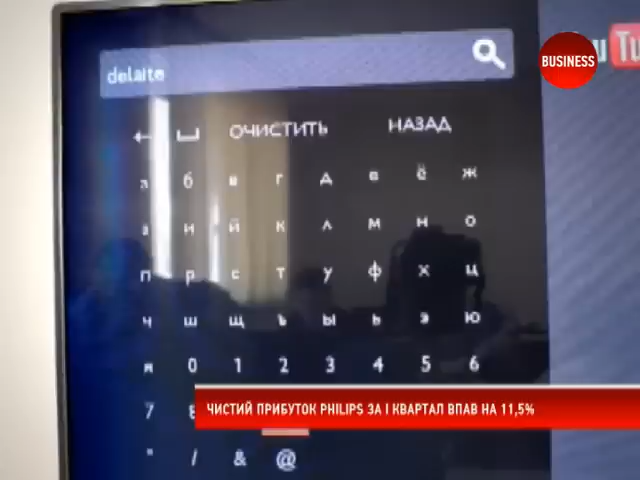 delaite
BUSINESS
u Tu
← ⎵ ОЧИСТИТЬ НАЗАД
а б в г д е ё ж
з и й к л м н о
п р с т у ф х ц
ч ш щ ъ ы ь э ю
я 0 1 2 3 4 5 6
7
ЧИСТИЙ ПРИБУТОК PHILIPS ЗА І КВАРТАЛ ВПАВ НА 11,5%
" / & @